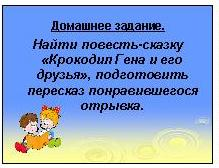 Домашнее задание.
Найти повесть-сказку
«Крокодил Гена и его
друзья», подготовить
пересказ понравившегося
отрывка.